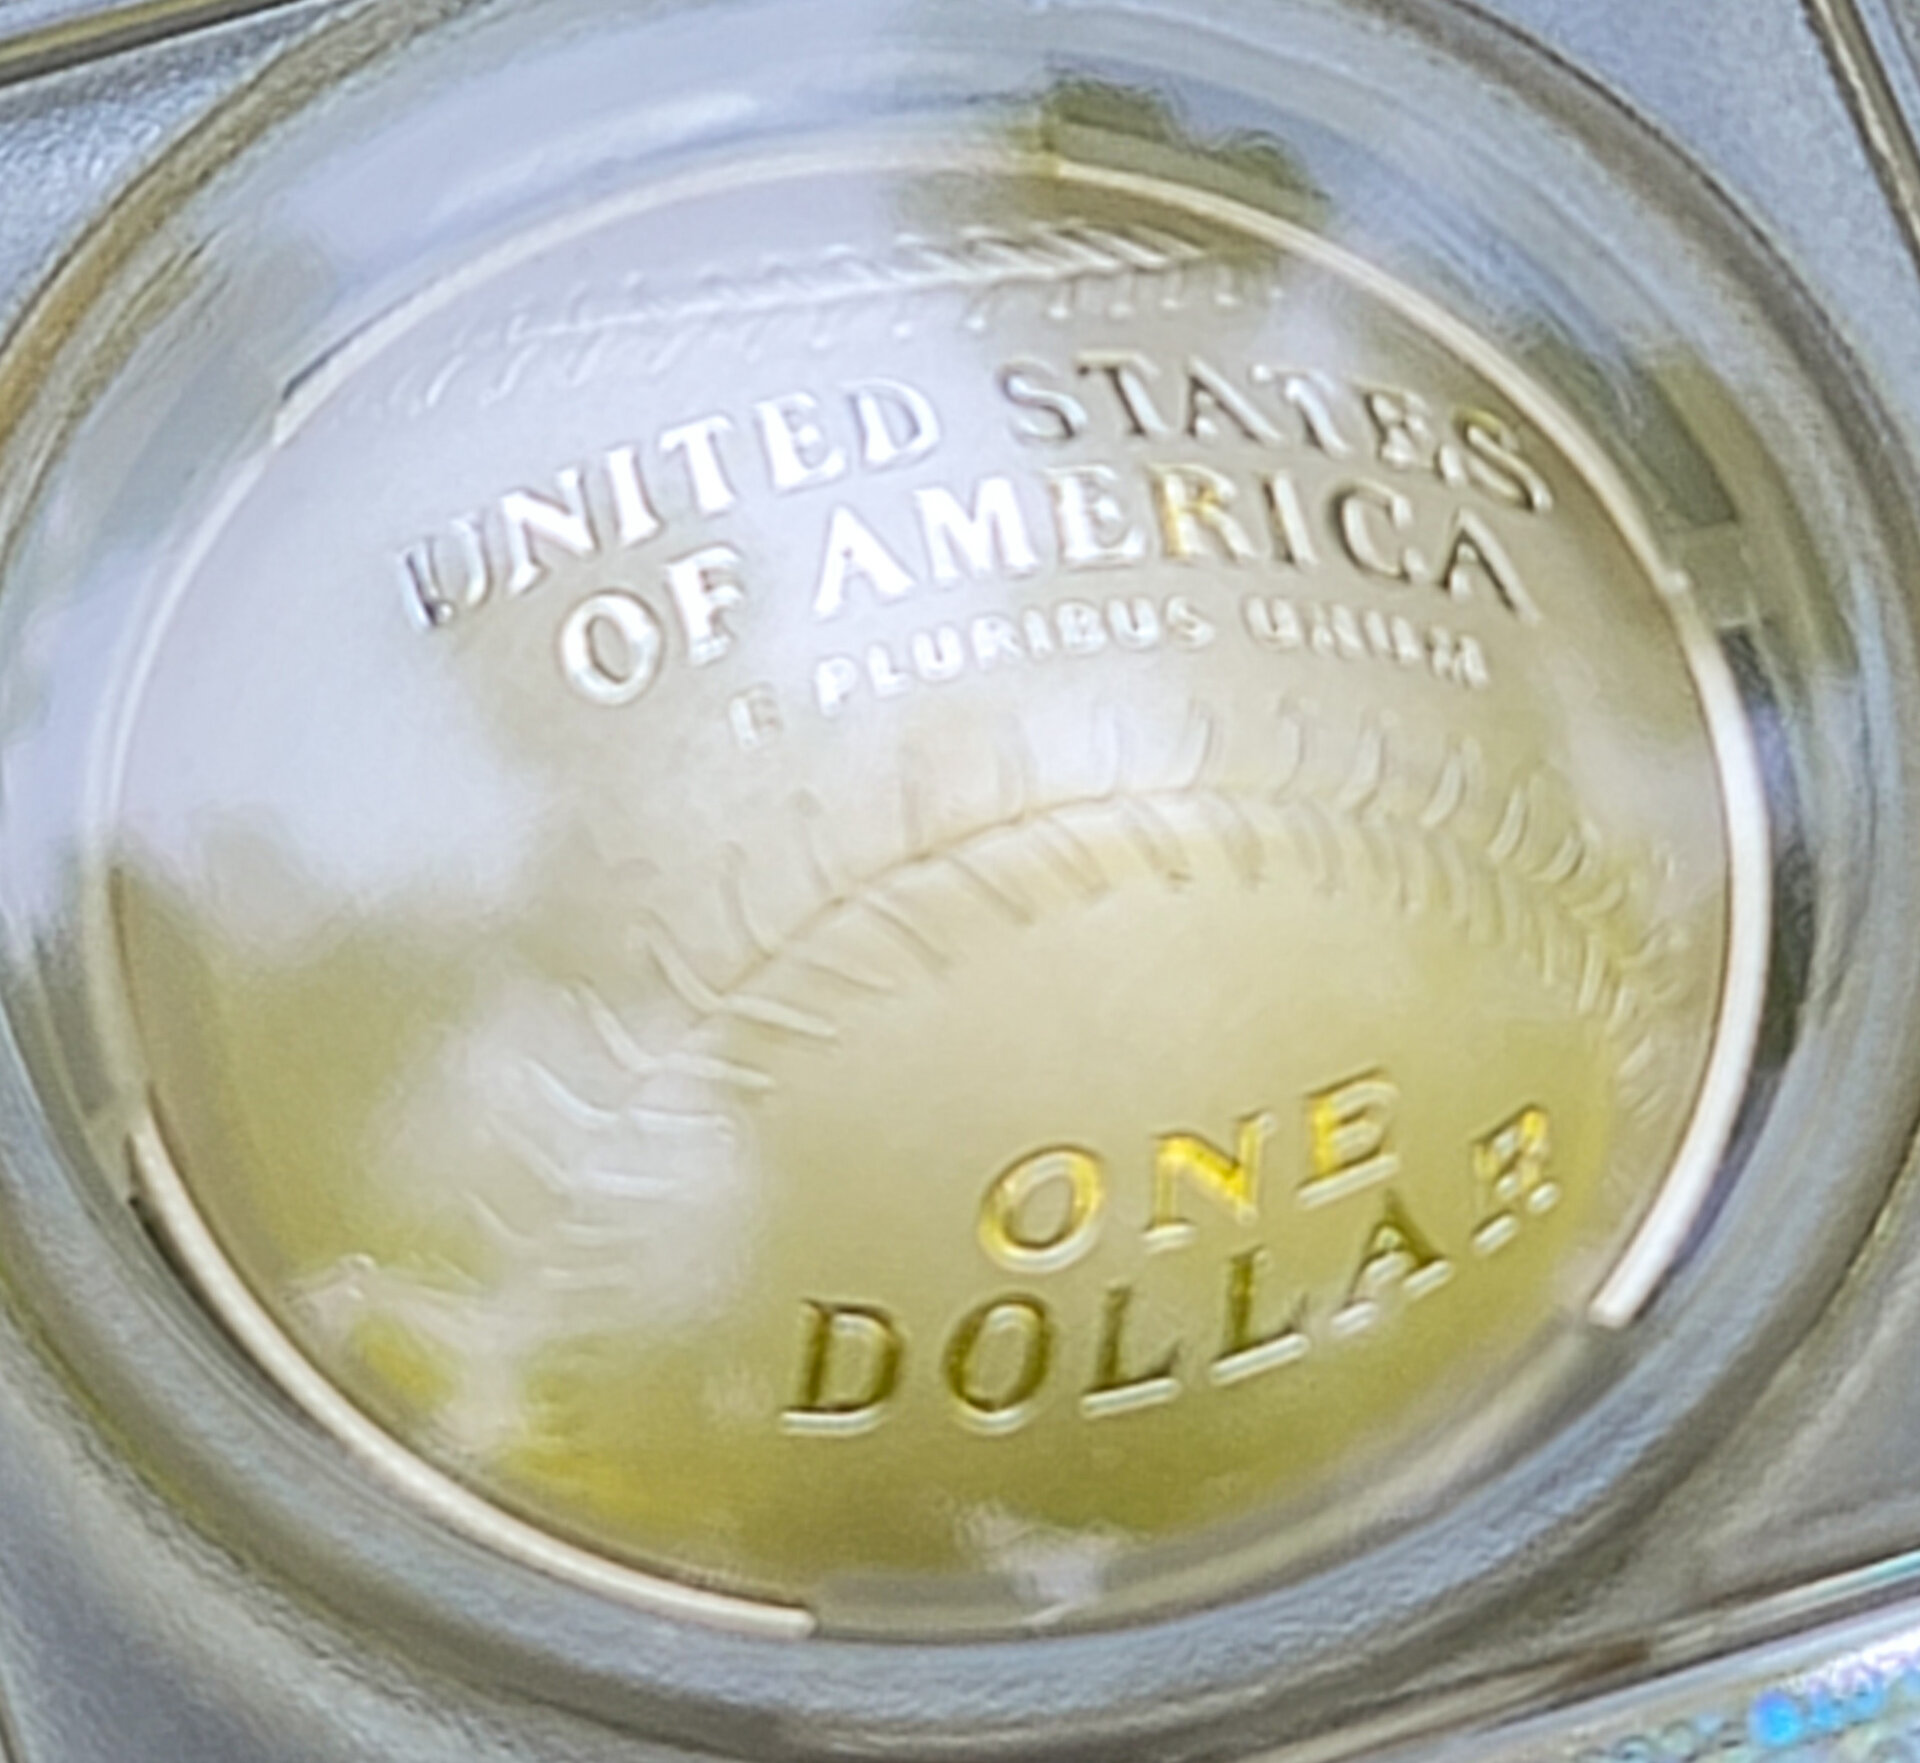 UNITED STATES
OF AMERICA
E PLURIBUS UNUM
ONE
DOLLAR